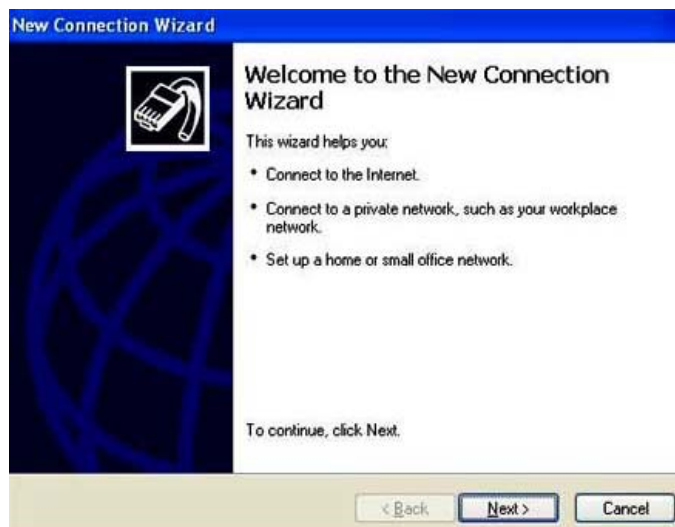 New Connection Wizard
Welcome to the New Connection
Wizard
This wizard helps you:
• Connect to the Internet.
• Connect to a private network, such as your workplace
network.
• Set up a home or small office network.
To continue, click Next.
< Back
Next >
Cancel